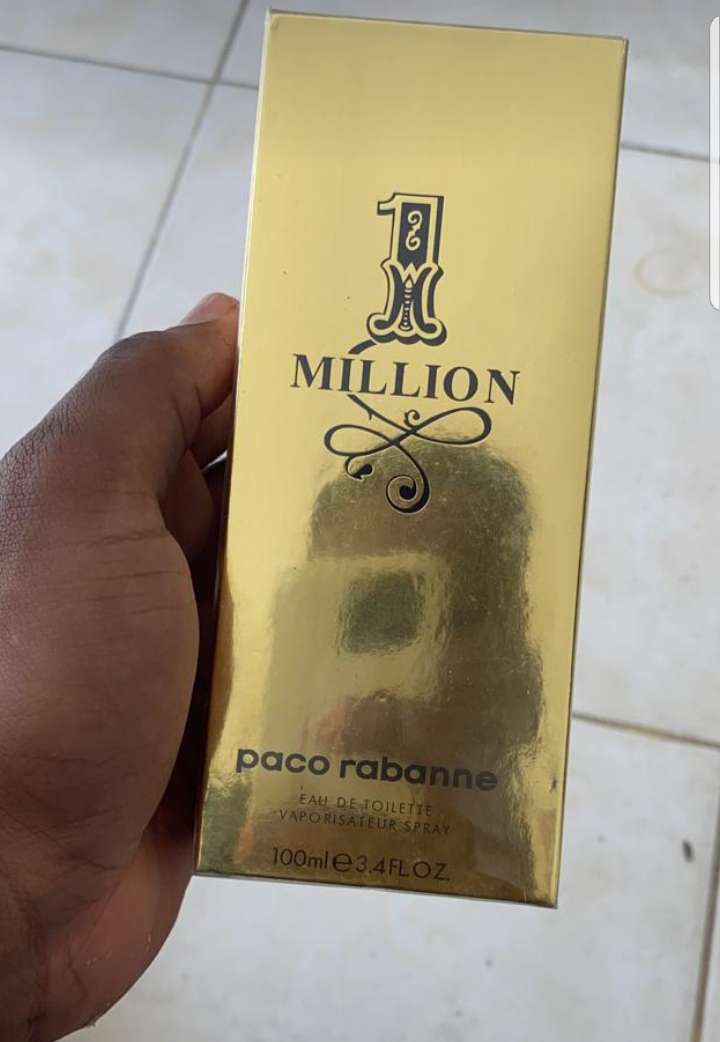 1
MILLION
paco rabanne
EAU DE TOILETTE
VAPORISATEUR SPRAY
100ml e 3.4FL.OZ.